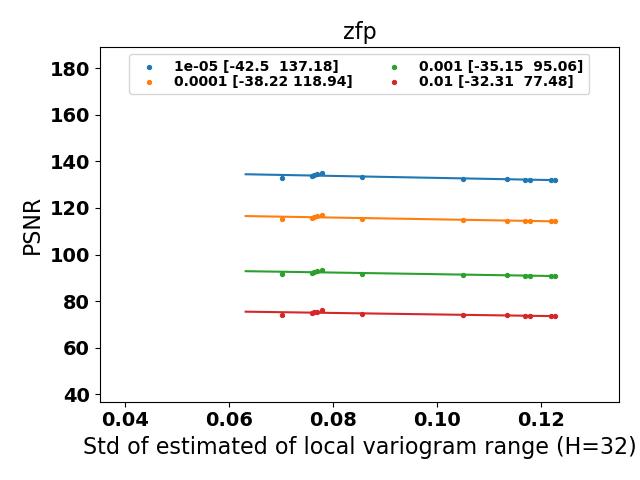 zfp
1e-05 [-42.5  137.18]
0.0001 [-38.22 118.94]
0.001 [-35.15  95.06]
0.01 [-32.31  77.48]
PSNR
180
160
140
120
100
80
60
40
0.04 0.06 0.08 0.10 0.12
Std of estimated of local variogram range (H=32)